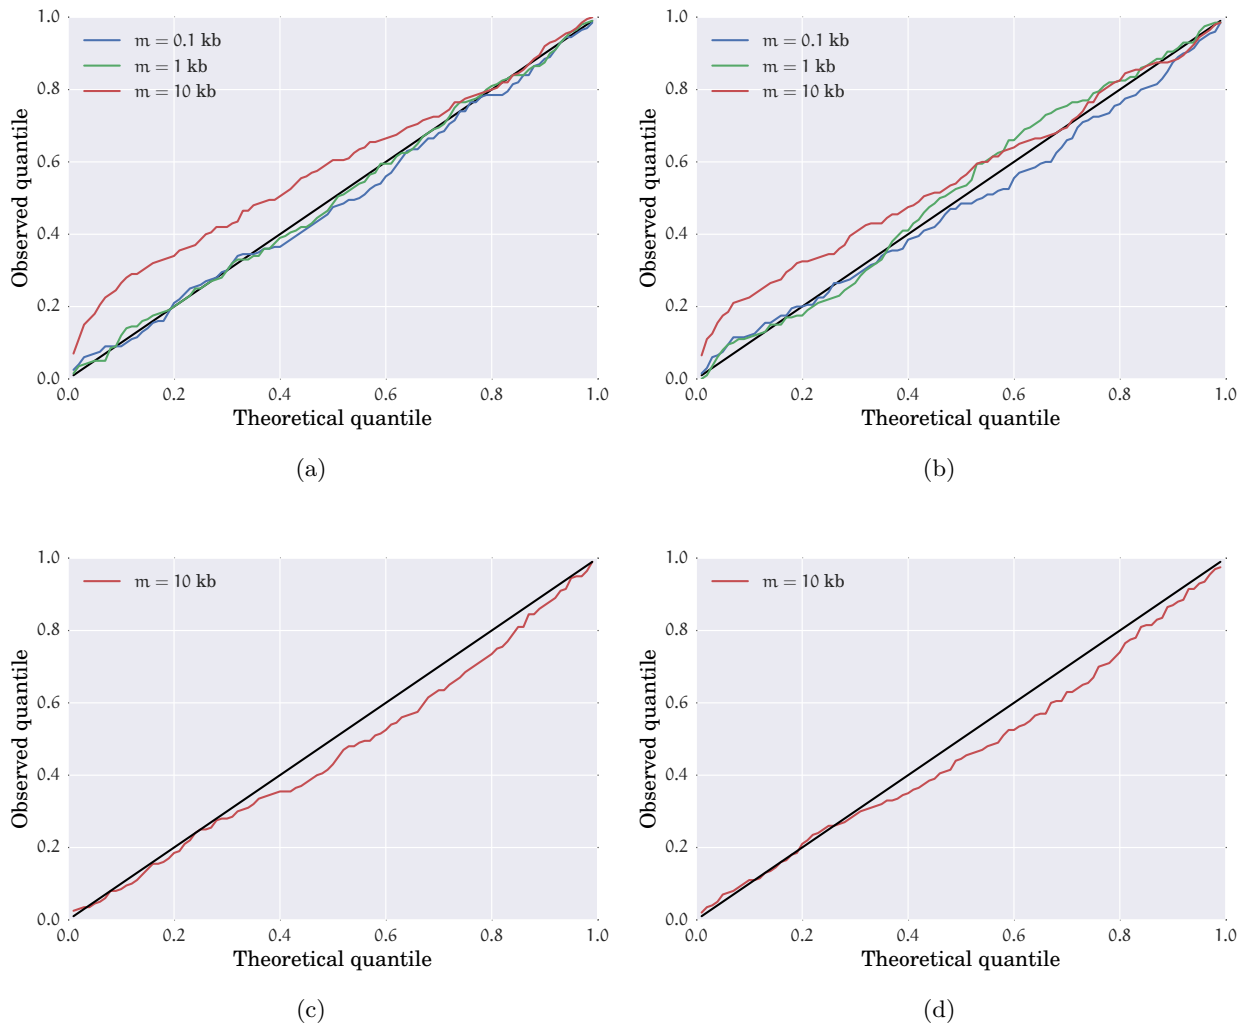 1.0
m = 0.1 kb
m = 1 kb
m = 10 kb
0.8
0.6
0.4
0.2
0.0
Observed quantile
0.0 0.2 0.4 0.6 0.8 1.0
Theoretical quantile
(a)
1.0
m = 0.1 kb
m = 1 kb
m = 10 kb
0.8
0.6
0.4
0.2
0.0
Observed quantile
0.0 0.2 0.4 0.6 0.8 1.0
Theoretical quantile
(b)
1.0
m = 10 kb
0.8
0.6
0.4
0.2
0.0
Observed quantile
0.0 0.2 0.4 0.6 0.8 1.0
Theoretical quantile
(c)
1.0
m = 10 kb
0.8
0.6
0.4
0.2
0.0
Observed quantile
0.0 0.2 0.4 0.6 0.8 1.0
Theoretical quantile
(d)